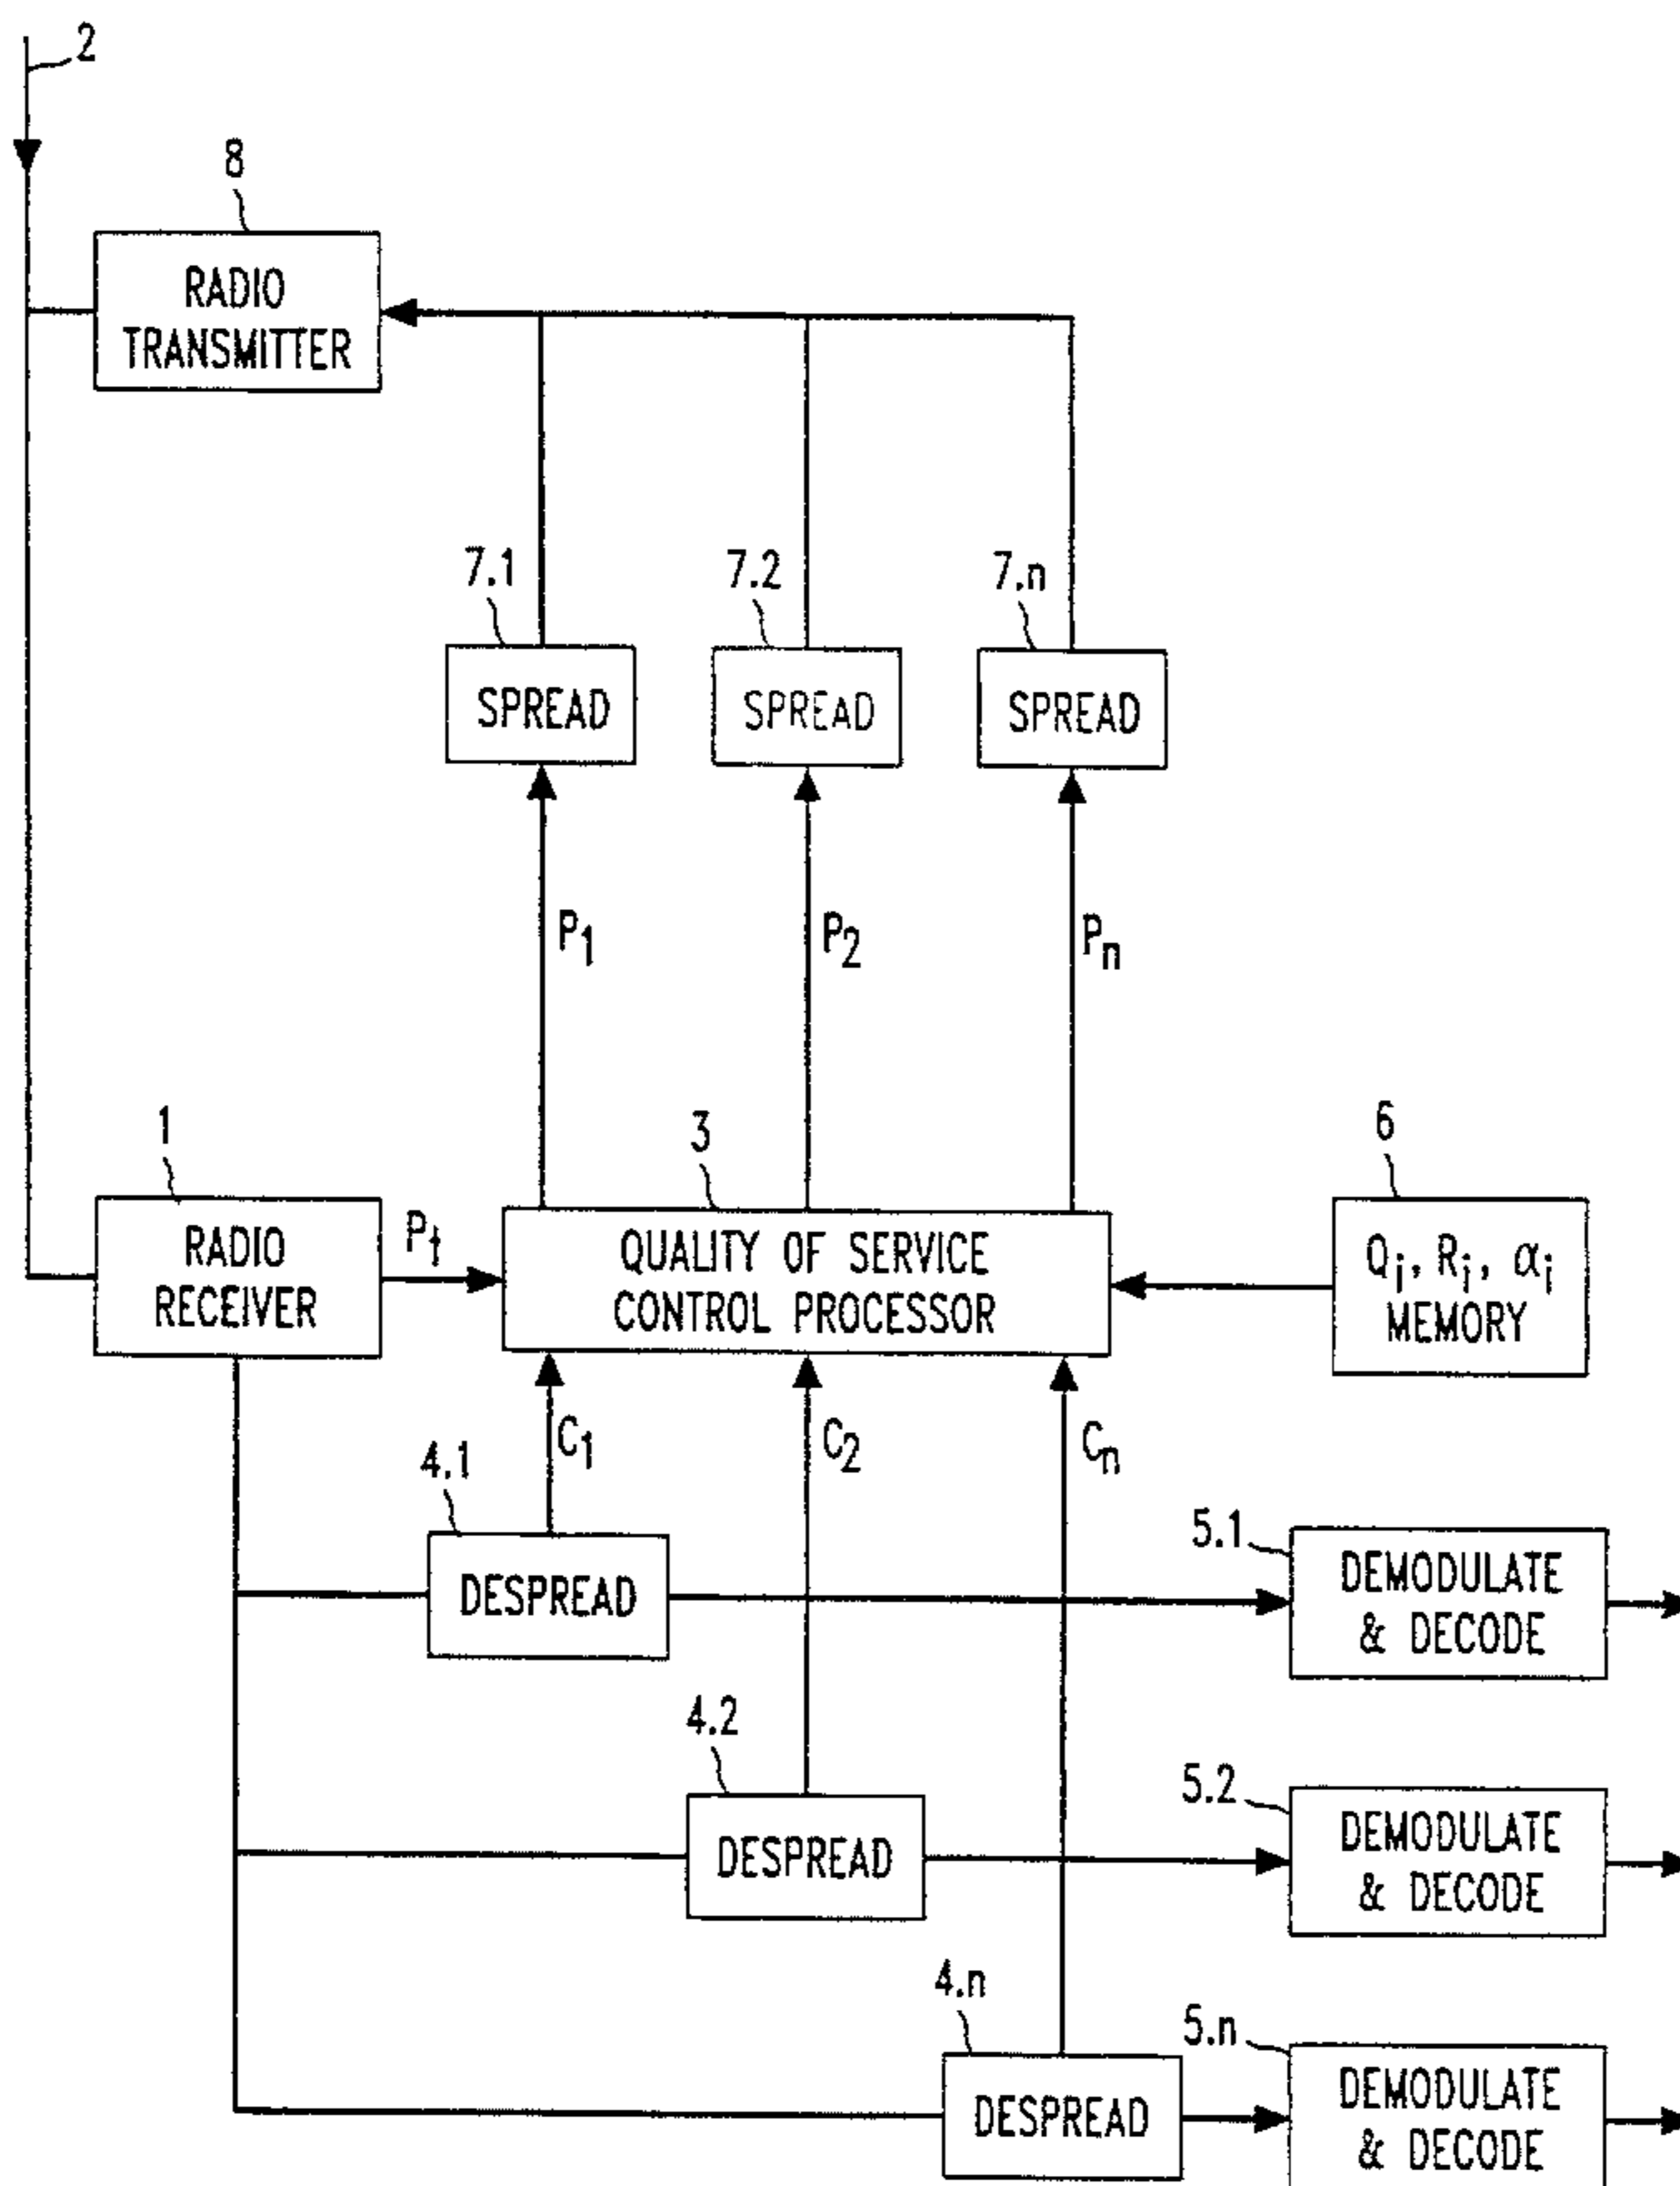 2
8
RADIO
TRANSMITTER
7.1
7.2
7.n
SPREAD
SPREAD
SPREAD
P1
P2
Pn
1
3
6
RADIO
RECEIVER
Pt
QUALITY OF SERVICE
CONTROL PROCESSOR
Qi, Ri, αi
MEMORY
C1
C2
Cn
4.1
DESPREAD
5.1
DEMODULATE
& DECODE
4.2
DESPREAD
5.2
DEMODULATE
& DECODE
4.n
DESPREAD
5.n
DEMODULATE
& DECODE